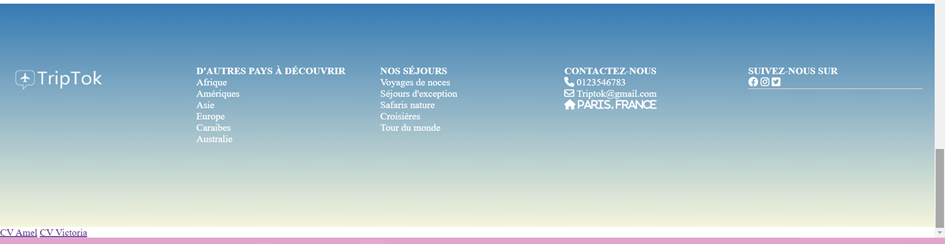 TripTok
D'AUTRES PAYS À DÉCOUVRIR
Afrique
Amériques
Asie
Europe
Caraïbes
Australie
NOS SÉJOURS
Voyages de noces
Séjours d'exception
Safaris nature
Croisières
Tour du monde
CONTACTEZ-NOUS
0123546783
Triptok@gmail.com
PARIS, FRANCE
SUIVEZ-NOUS SUR
CV Amel CV Victoria